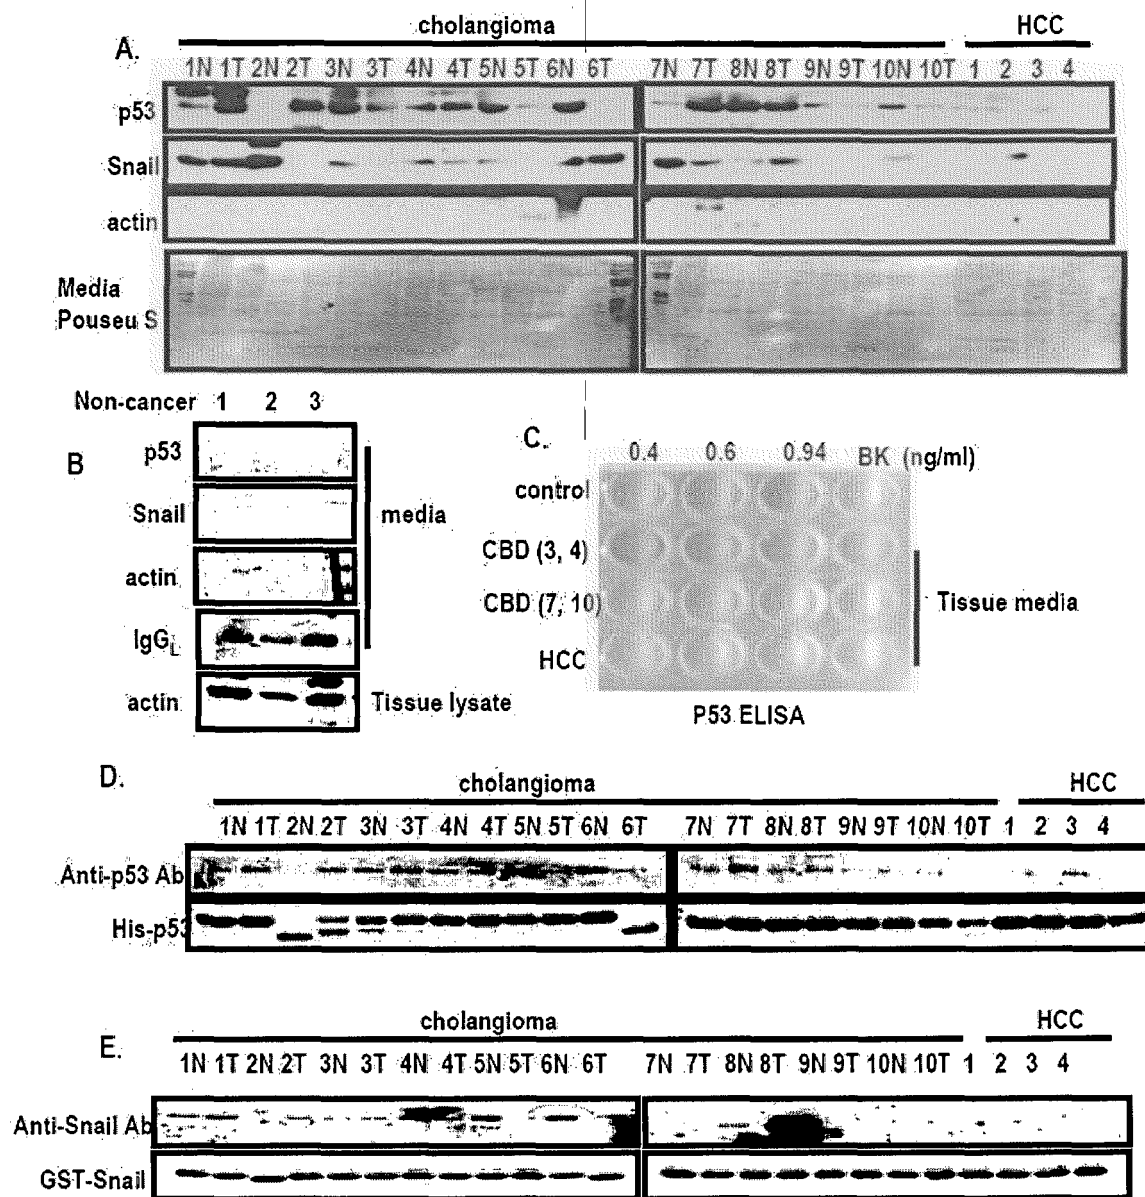 cholangioma HCC
A.
1N 1T 2N 2T 3N 3T 4N 4T 5N 5T 6N 6T 7N 7T 8N 8T 9N 9T 10N 10T 1 2 3 4
p53
Snail
actin
Media
Pouseu S
Non-cancer 1 2 3
B
p53
Snail
actin
IgGL
actin
media
Tissue lysate
C.
0.4 0.6 0.94 BK (ng/ml)
control
CBD (3, 4)
CBD (7, 10)
HCC
Tissue media
P53 ELISA
D.
cholangioma HCC
1N 1T 2N 2T 3N 3T 4N 4T 5N 5T 6N 6T 7N 7T 8N 8T 9N 9T 10N 10T 1 2 3 4
Anti-p53 Ab
His-p53
E.
cholangioma HCC
1N 1T 2N 2T 3N 3T 4N 4T 5N 5T 6N 6T 7N 7T 8N 8T 9N 9T 10N 10T 1 2 3 4
Anti-Snail Ab
GST-Snail